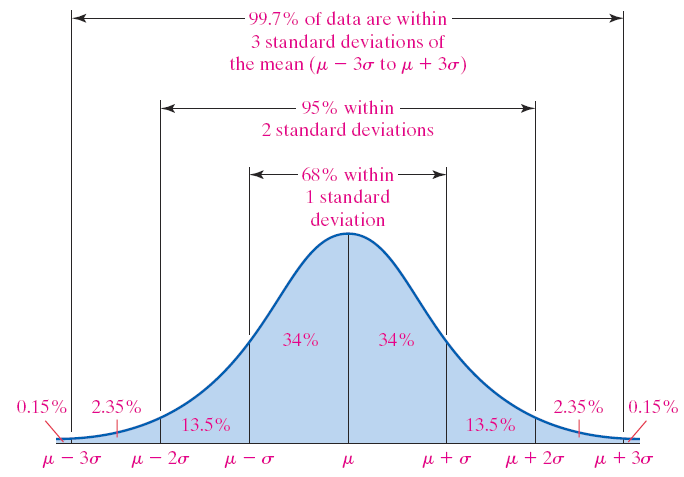 99.7% of data are within
3 standard deviations of
the mean (μ − 3σ to μ + 3σ)
95% within
2 standard deviations
68% within
1 standard
deviation
34% 34%
0.15% 2.35% 2.35% 0.15%
13.5% 13.5%
μ − 3σ μ − 2σ μ − σ μ μ + σ μ + 2σ μ + 3σ